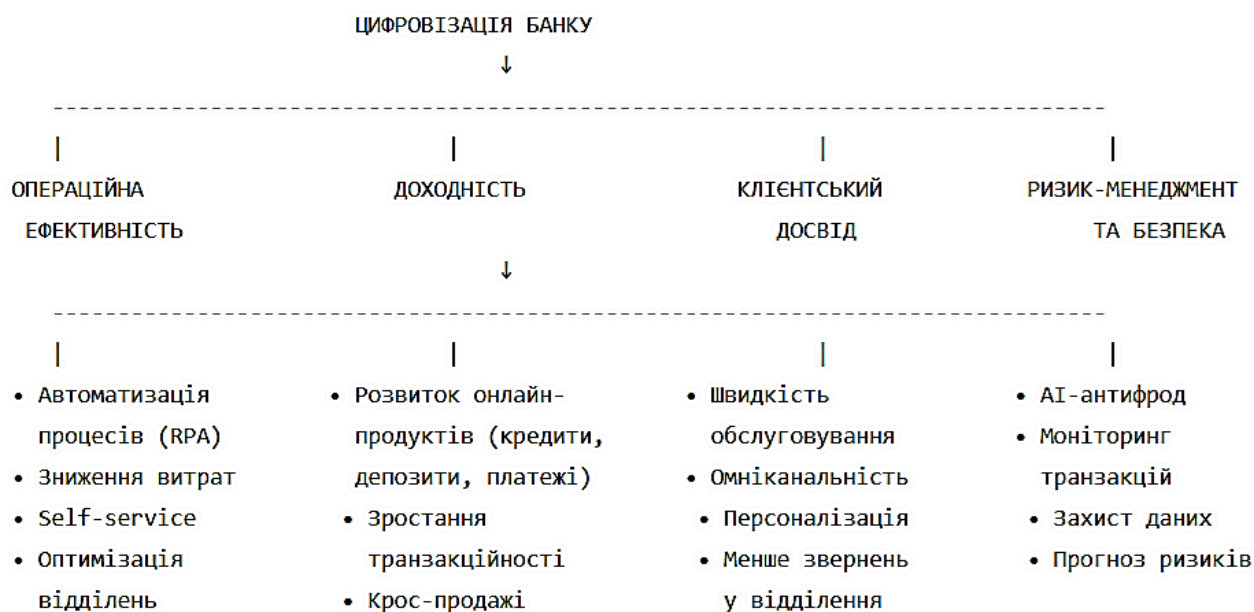 ЦИФРОВІЗАЦІЯ БАНКУ
↓
---------------------------------------------------------------------------------
| | | |
ОПЕРАЦІЙНА ДОХОДНІСТЬ КЛІЄНТСЬКИЙ РИЗИК-МЕНЕДЖМЕНТ
ЕФЕКТИВНІСТЬ ДОСВІД ТА БЕЗПЕКА
↓
---------------------------------------------------------------------------------
| | | |
• Автоматизація • Розвиток онлайн- • Швидкість • AI-антифрод
процесів (RPA) продуктів (кредити, обслуговування • Моніторинг
• Зниження витрат депозити, платежі) • Омніканальність транзакцій
• Self-service • Зростання • Персоналізація • Захист даних
• Оптимізація транзакційності • Менше звернень • Прогноз ризиків
відділень • Крос-продажі у відділення